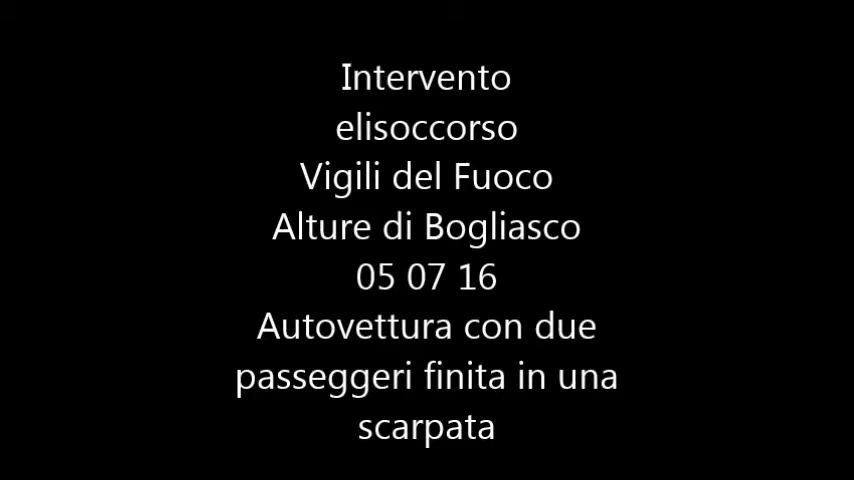 Intervento
elisoccorso
Vigili del Fuoco
Alture di Bogliasco
05 07 16
Autovettura con due
passeggeri finita in una
scarpata